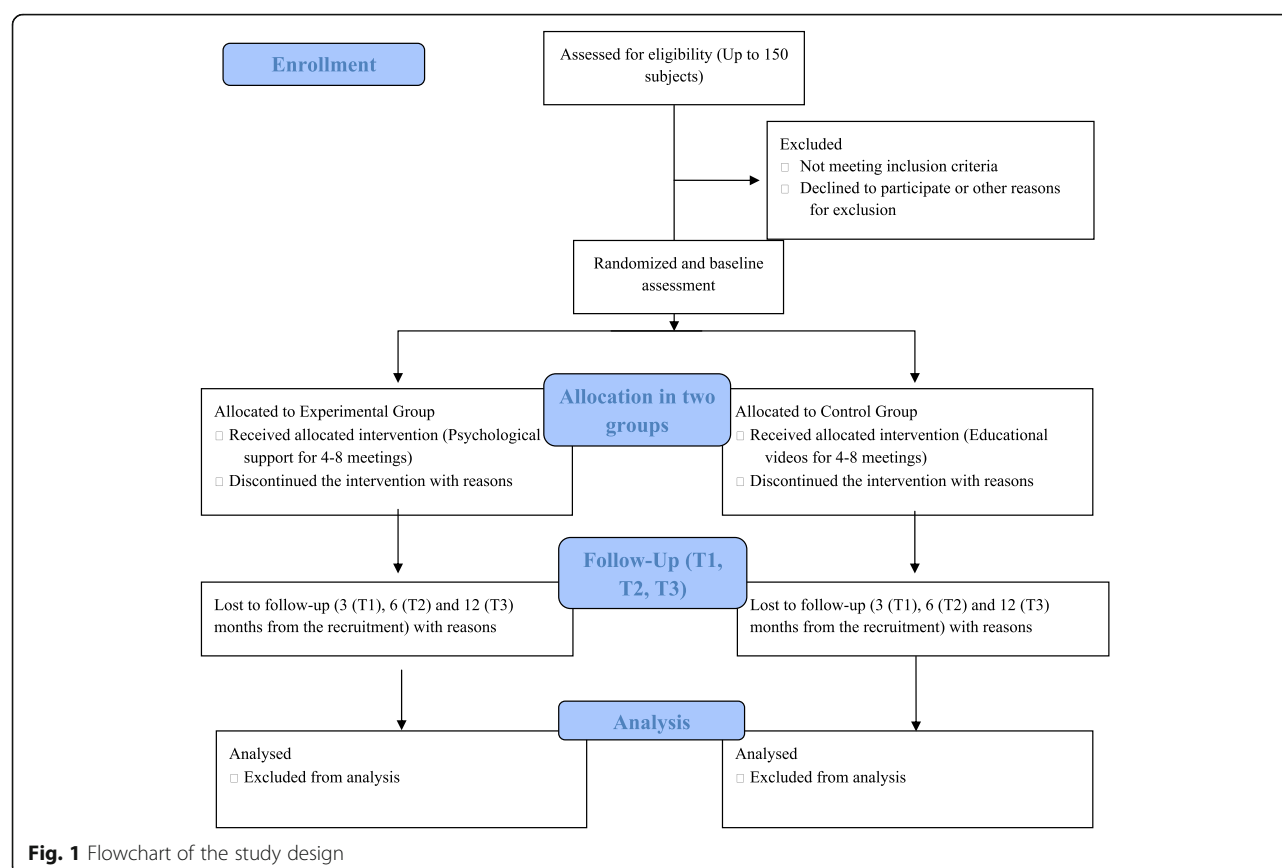 Enrollment
Assessed for eligibility (Up to 150
subjects)
Excluded
□ Not meeting inclusion criteria
□ Declined to participate or other reasons
for exclusion
Randomized and baseline
assessment
Allocation in two
groups
Allocated to Experimental Group
□ Received allocated intervention (Psychological
support for 4-8 meetings)
□ Discontinued the intervention with reasons
Allocated to Control Group
□ Received allocated intervention (Educational
videos for 4-8 meetings)
□ Discontinued the intervention with reasons
Follow-Up (T1,
T2, T3)
Lost to follow-up (3 (T1), 6 (T2) and 12 (T3)
months from the recruitment) with reasons
Lost to follow-up (3 (T1), 6 (T2) and 12 (T3)
months from the recruitment) with reasons
Analysis
Analysed
□ Excluded from analysis
Analysed
□ Excluded from analysis
Fig. 1 Flowchart of the study design